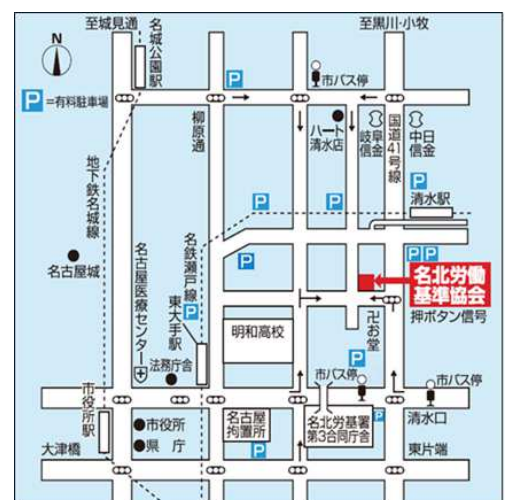 至城見通
至黒川・小牧
N
名城公園駅
P
市バス停
P=有料駐車場
柳原通
ハート
清水店
岐阜
信金
国道41号線
中日
信金
地下鉄名城線
P
清水駅
P
P
名古屋城
名古屋医療センター
名鉄瀬戸線
P
P P
名北労働
基準協会
P
東大手駅
押ボタン信号
明和高校
卍お堂
法務庁舎
P
市バス停
市バス停
市役所駅
市役所
県 庁
名古屋
拘置所
名北労基署
第3合同庁舎
P
清水口
大津橋
P
東片端